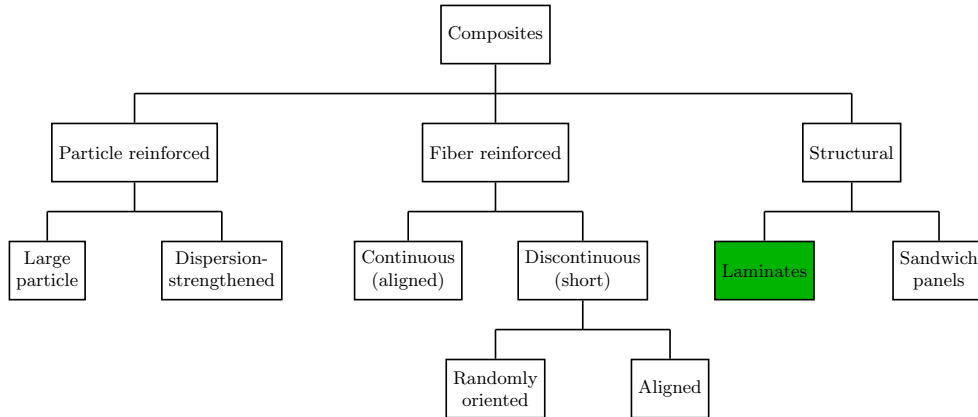 Composites
Particle reinforced
Fiber reinforced
Structural
Large
particle
Dispersion-
strengthened
Continuous
(aligned)
Discontinuous
(short)
Laminates
Sandwich
panels
Randomly
oriented
Aligned